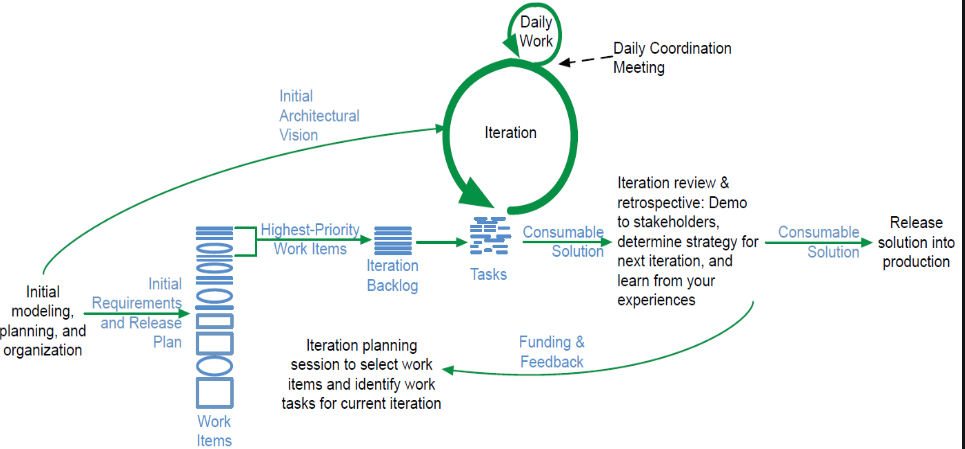 Daily
Work
Daily Coordination
Meeting
Initial
Architectural
Vision
Iteration
Iteration review &
retrospective: Demo
to stakeholders,
determine strategy for
next iteration, and
learn from your
experiences
Highest-Priority
Work Items
Iteration
Backlog
Tasks
Consumable
Solution
Consumable
Solution
Release
solution into
production
Initial
modeling,
planning, and
organization
Initial
Requirements
and Release
Plan
Iteration planning
session to select work
items and identify work
tasks for current iteration
Funding &
Feedback
Work
Items